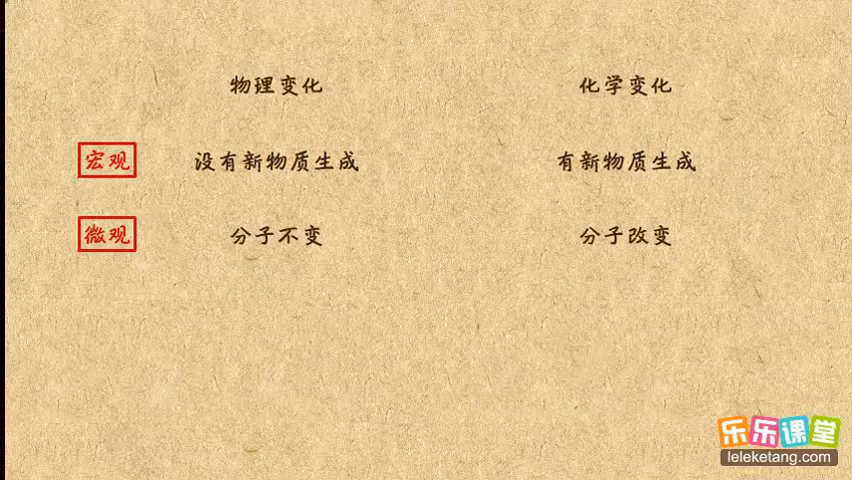 物理变化 化学变化
宏观 没有新物质生成 有新物质生成
微观 分子不变 分子改变
乐乐课堂
leleketang.com